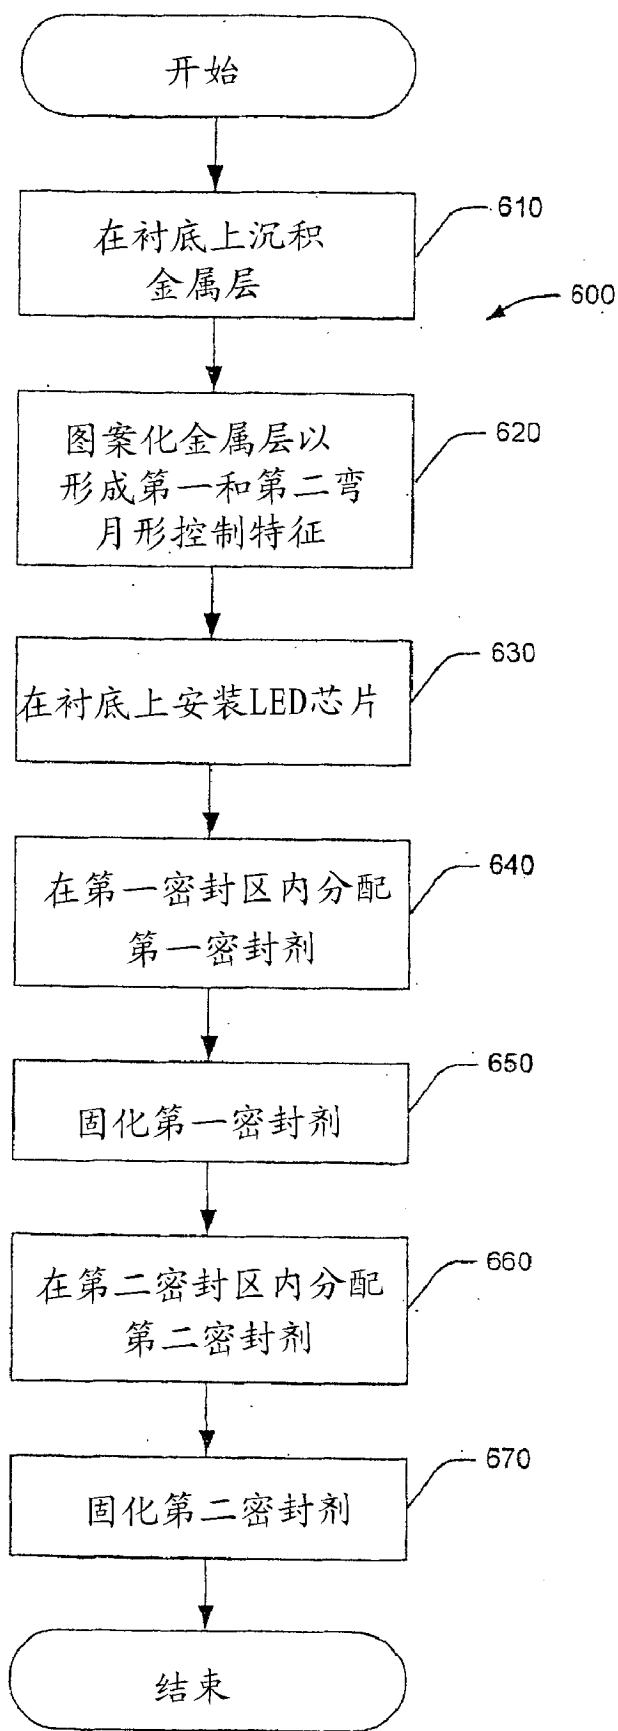 开始
610
在衬底上沉积
金属层
600
620
图案化金属层以
形成第一和第二弯
月形控制特征
630
在衬底上安装LED芯片
640
在第一密封区内分配
第一密封剂
650
固化第一密封剂
660
在第二密封区内分配
第二密封剂
670
固化第二密封剂
结束